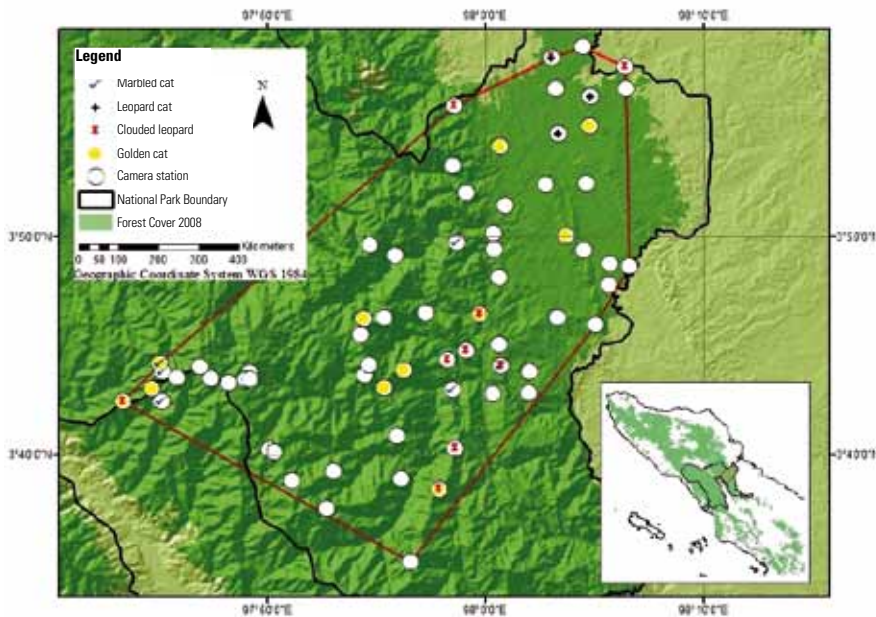 97°40'0"E 98°0'0"E 98°10'0"E
Legend
Marbled cat
Leopard cat
Clouded leopard
Golden cat
Camera station
National Park Boundary
Forest Cover 2008
N
Kilometers
0 50 100 200 300 400
Geographic Coordinate System WGS 1984
3°50'0"N 3°50'0"N
3°40'0"N 3°40'0"N
97°40'0"E 98°0'0"E 98°10'0"E